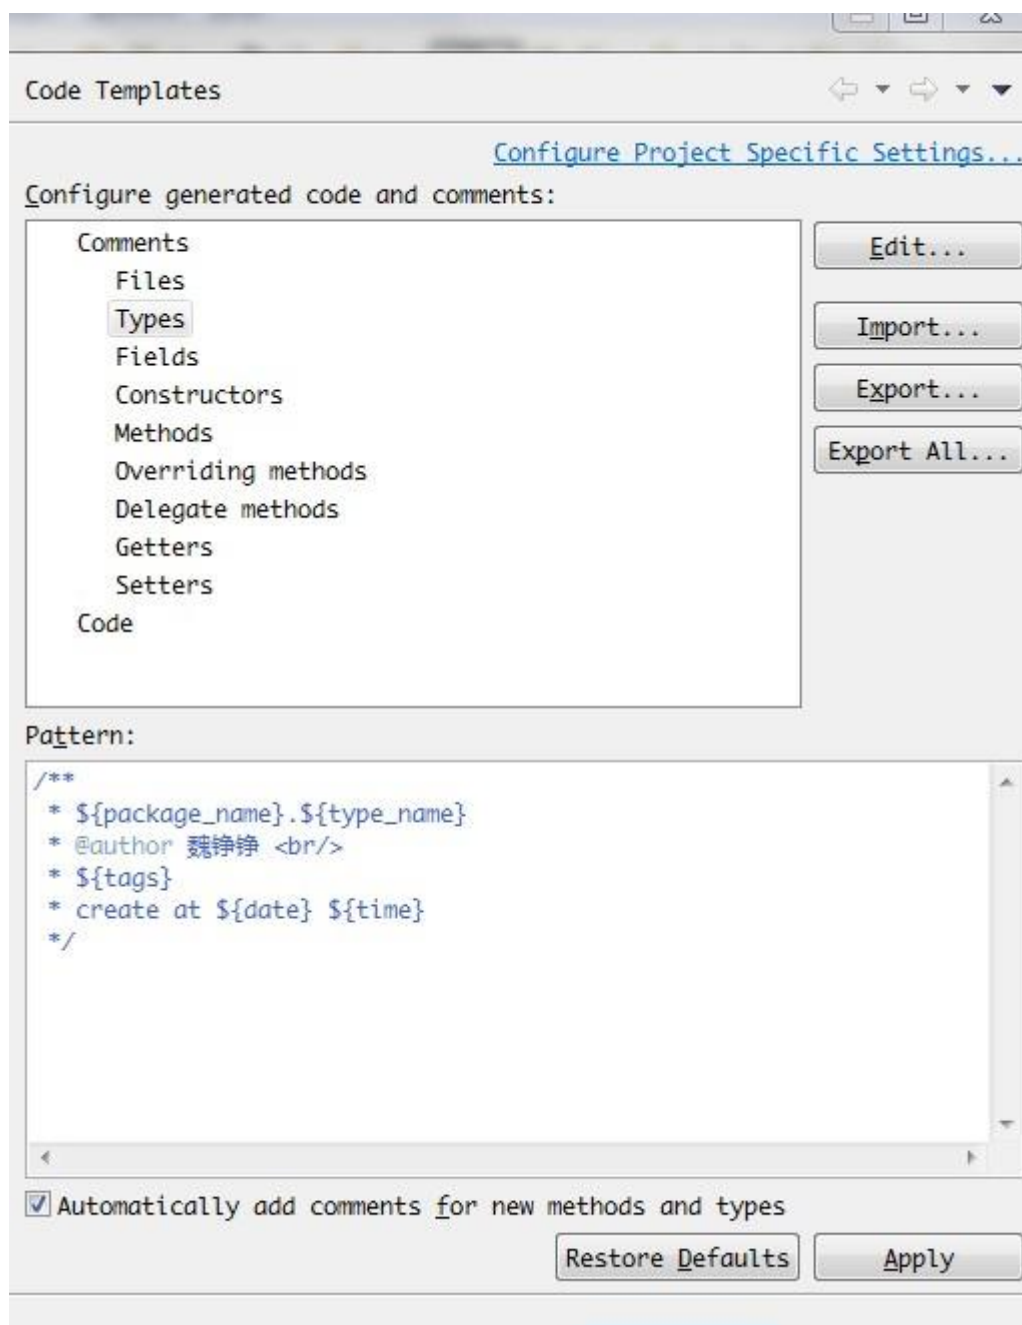 Code Templates
Configure Project Specific Settings...
Configure generated code and comments:
Comments
Edit...
Files
Types
Import...
Fields
Constructors
Export...
Methods
Export All...
Overriding methods
Delegate methods
Getters
Setters
Code
Pattern:
/**
 * ${package_name}.${type_name}
 * @author 魏铮铮 <br/>
 * ${tags}
 * create at ${date} ${time}
 */
Automatically add comments for new methods and types
Restore Defaults
Apply